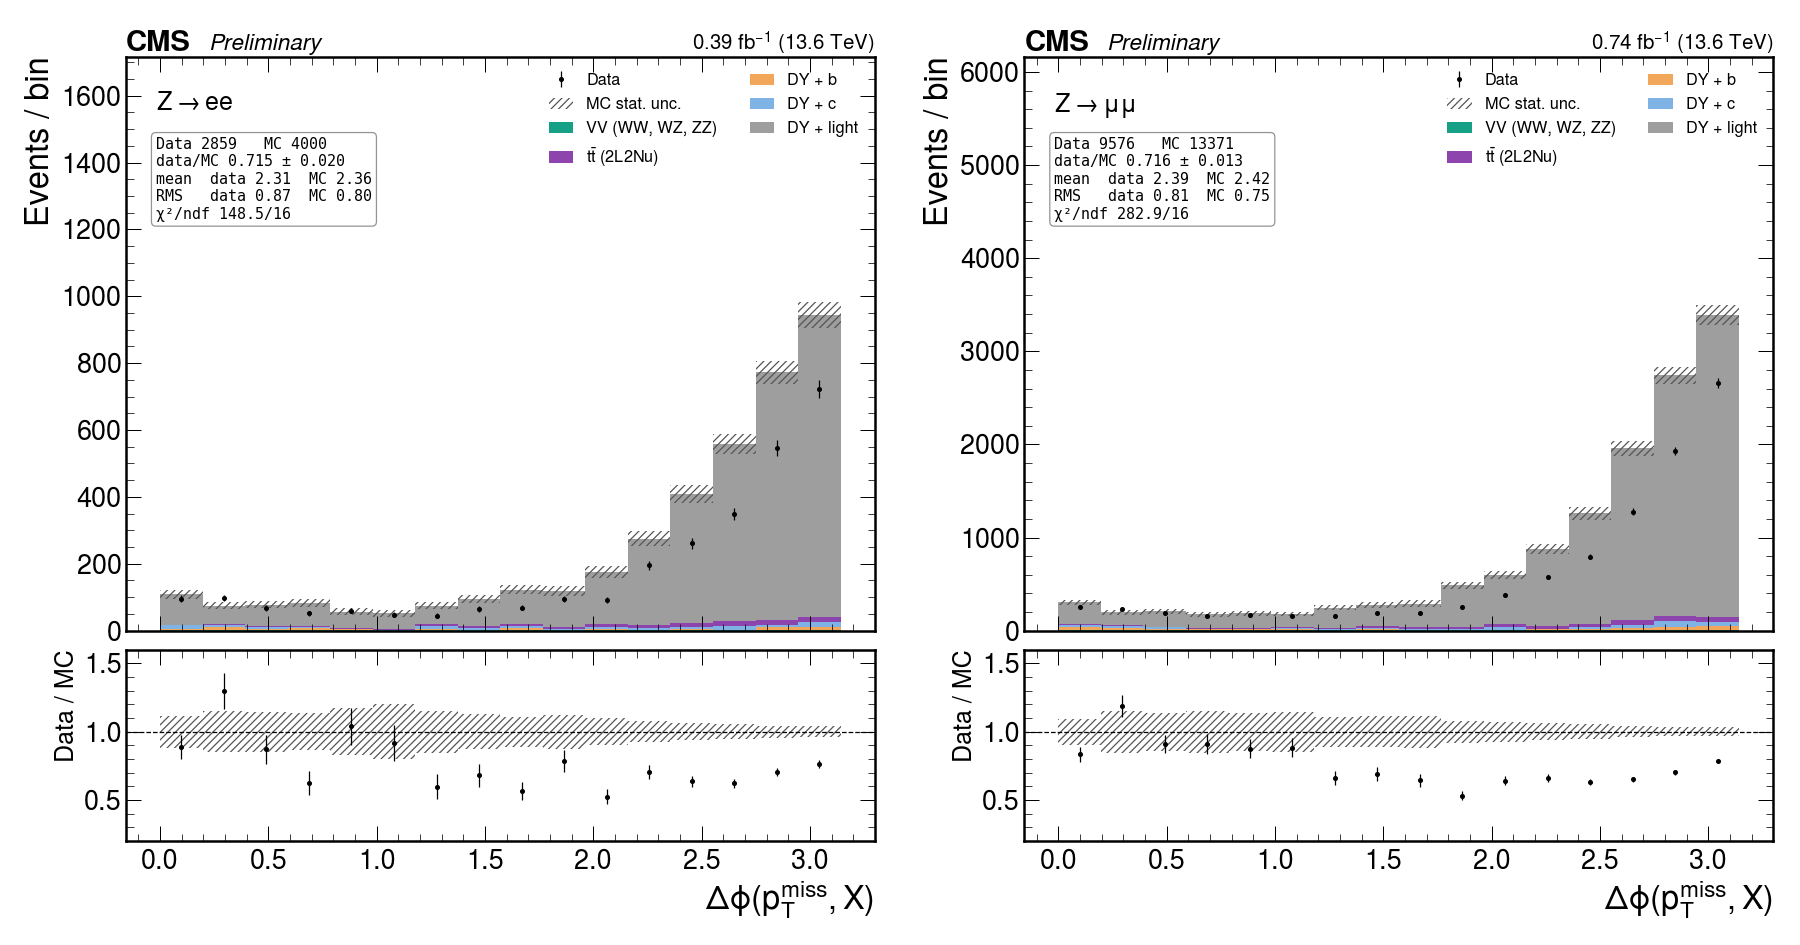 CMS Preliminary 0.39 fb⁻¹ (13.6 TeV)
Events / bin
Z → ee
Data 2859 MC 4000
data/MC 0.715 ± 0.020
mean data 2.31 MC 2.36
RMS data 0.87 MC 0.80
χ²/ndf 148.5/16
Data
MC stat. unc.
VV (WW, WZ, ZZ)
tt̄ (2L2Nu)
DY + b
DY + c
DY + light
1600
1400
1200
1000
800
600
400
200
0
Data / MC
1.5
1.0
0.5
0.0 0.5 1.0 1.5 2.0 2.5 3.0
Δϕ(p_T^miss, X)
CMS Preliminary 0.74 fb⁻¹ (13.6 TeV)
Events / bin
Z → μμ
Data 9576 MC 13371
data/MC 0.716 ± 0.013
mean data 2.39 MC 2.42
RMS data 0.81 MC 0.75
χ²/ndf 282.9/16
Data
MC stat. unc.
VV (WW, WZ, ZZ)
tt̄ (2L2Nu)
DY + b
DY + c
DY + light
6000
5000
4000
3000
2000
1000
0
Data / MC
1.5
1.0
0.5
0.0 0.5 1.0 1.5 2.0 2.5 3.0
Δϕ(p_T^miss, X)